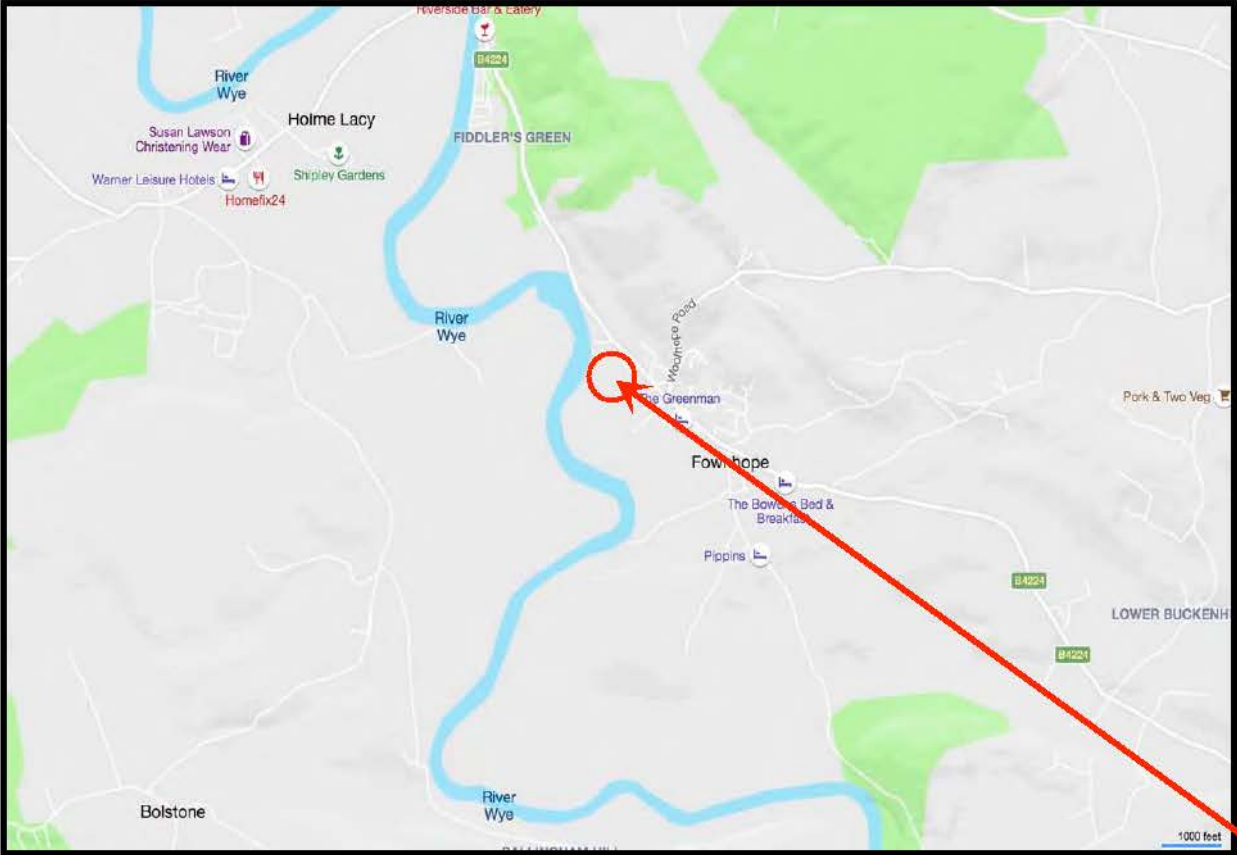 Riverside Bar & Eatery
B4224
River
Wye
Holme Lacy
Susan Lawson
Christening Wear
FIDDLER'S GREEN
Warner Leisure Hotels
Shipley Gardens
Homefix24
River
Wye
Woolhope Road
Pork & Two Veg
The Greenman
Fownhope
The Bowens Bed &
Breakfast
Pippins
B4224
LOWER BUCKENH
B4224
River
Wye
Bolstone
1000 feet
BALLINGHAM HILL